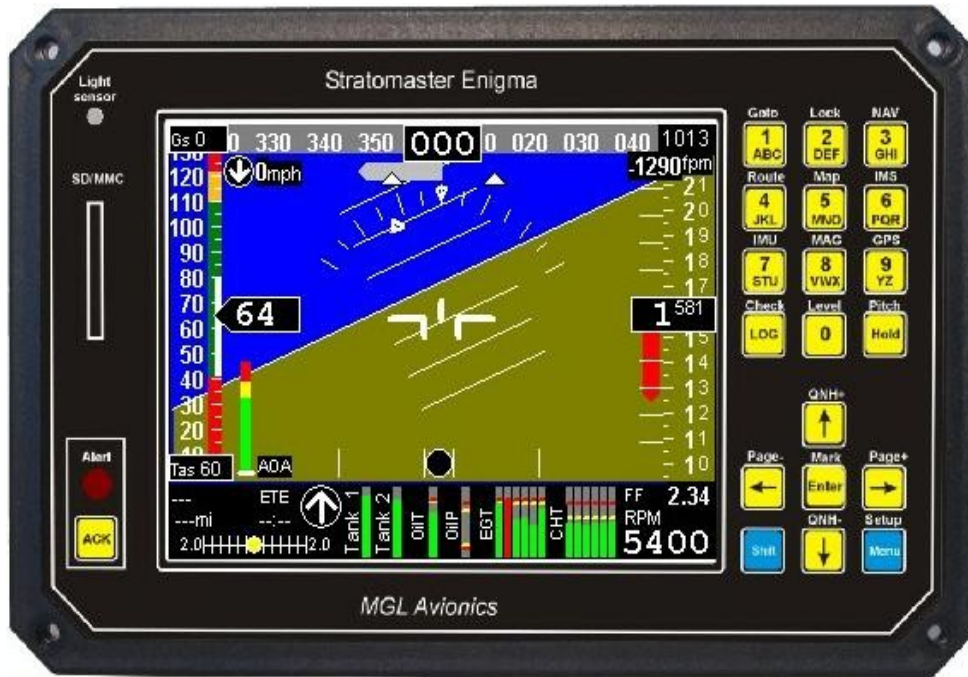 Stratomaster Enigma
Light
sensor
SD/MMC
Gs 0
330 340 350 000 0 020 030 040
1013
0mph
-1290fpm
130
120
110
100
90
80
70
60
50
40
30
20
64
21
20
19
18
17
15
14
13
12
11
10
1 581
Tas 60
AOA
---
ETE
---mi
--:--
2.0
2.0
Tank 1
Tank 2
OilT
OilP
EGT
CHT
FF 2.34
RPM
5400
MGL Avionics
Alert
ACK
Goto Lock NAV
1 2 3
ABC DEF GHI
Route Map IMS
4 5 6
JKL MNO PQR
IMU MAG GPS
7 8 9
STU VWX YZ
Check Level Pitch
LOG 0 Hold
QNH+
Page- Mark Page+
Enter
QNH- Setup
Shift Menu